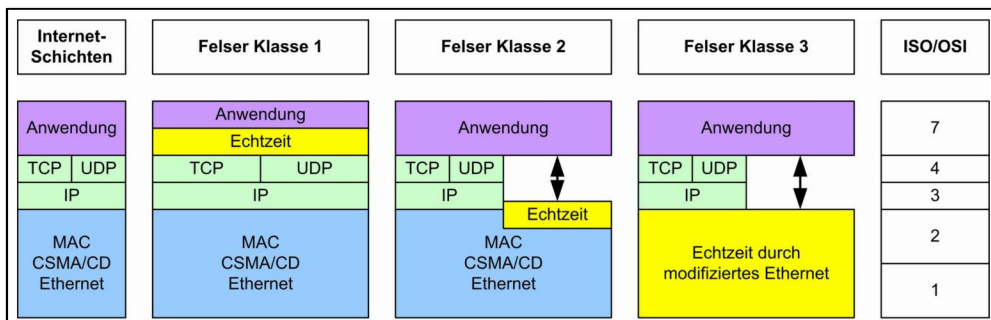 Internet-
Schichten
Felser Klasse 1
Felser Klasse 2
Felser Klasse 3
ISO/OSI
Anwendung
TCP
UDP
IP
MAC
CSMA/CD
Ethernet
Anwendung
Echtzeit
TCP
UDP
IP
MAC
CSMA/CD
Ethernet
Anwendung
TCP
UDP
IP
Echtzeit
MAC
CSMA/CD
Ethernet
Anwendung
TCP
UDP
IP
Echtzeit durch
modifiziertes Ethernet
7
4
3
2
1